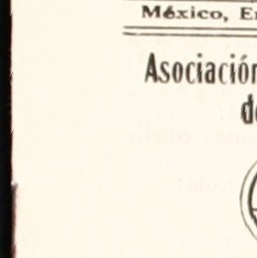 México, E
Asociación
d